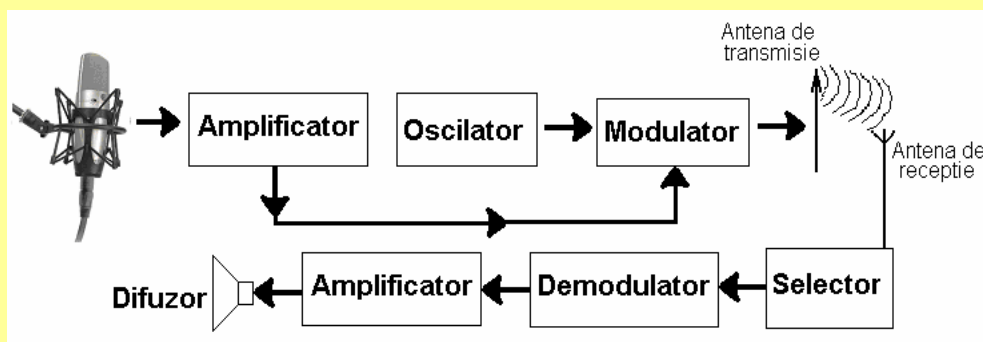 Antena de
transmisie
Amplificator
Oscilator
Modulator
Antena de
receptie
Difuzor
Amplificator
Demodulator
Selector